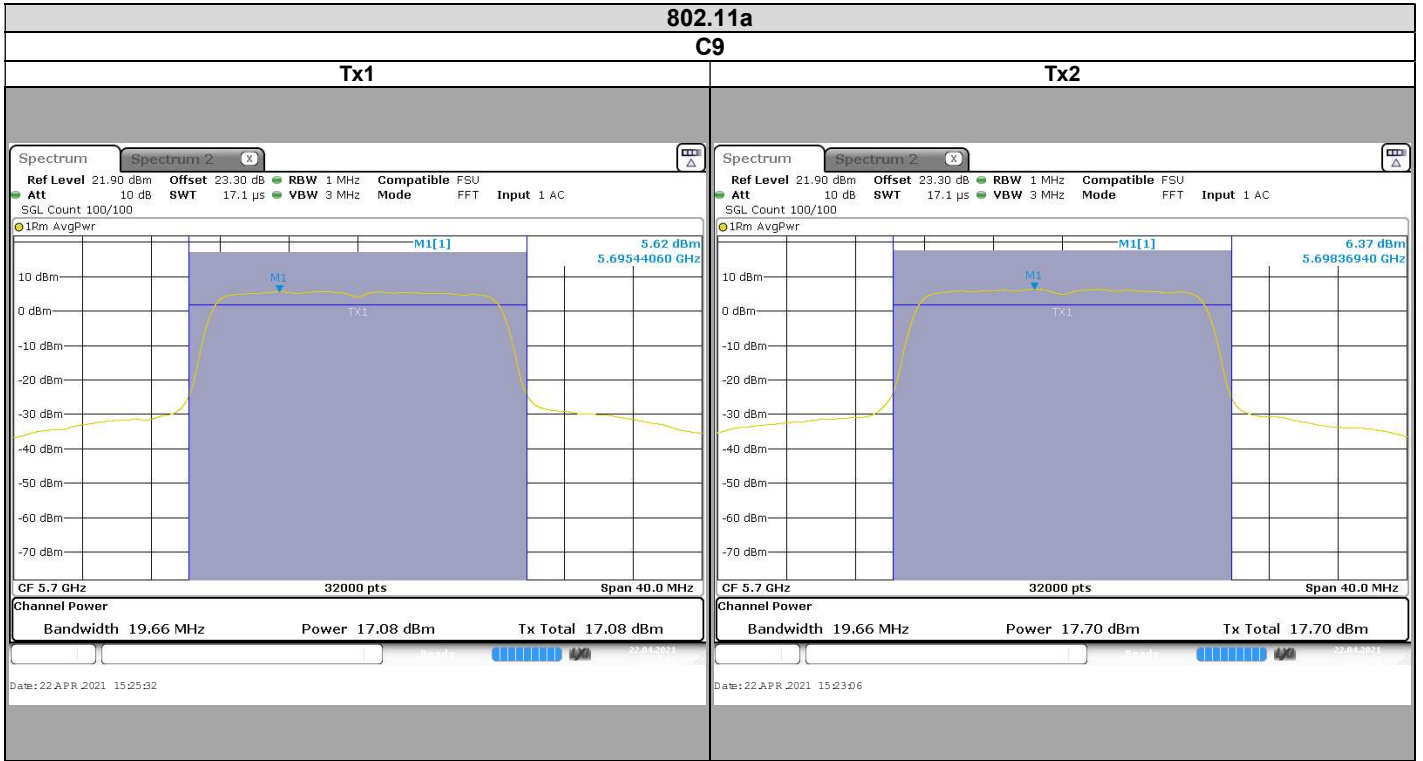 802.11a
C9
Tx1
Tx2
Spectrum
Spectrum 2
X
Ref Level 21.90 dBm Offset 23.30 dB RBW 1 MHz Compatible FSU
Att 10 dB SWT 17.1 µs VBW 3 MHz Mode FFT Input 1 AC
SGL Count 100/100
1Rm AvgPwr
M1[1] 5.62 dBm
5.69544060 GHz
M1
10 dBm
0 dBm
TX1
-10 dBm
-20 dBm
-30 dBm
-40 dBm
-50 dBm
-60 dBm
-70 dBm
CF 5.7 GHz 32000 pts Span 40.0 MHz
Channel Power
Bandwidth 19.66 MHz Power 17.08 dBm Tx Total 17.08 dBm
Ready 22.04.2021
Date: 22.APR.2021 15:25:32
Spectrum
Spectrum 2
X
Ref Level 21.90 dBm Offset 23.30 dB RBW 1 MHz Compatible FSU
Att 10 dB SWT 17.1 µs VBW 3 MHz Mode FFT Input 1 AC
SGL Count 100/100
1Rm AvgPwr
M1[1] 6.37 dBm
5.69836940 GHz
M1
10 dBm
0 dBm
TX1
-10 dBm
-20 dBm
-30 dBm
-40 dBm
-50 dBm
-60 dBm
-70 dBm
CF 5.7 GHz 32000 pts Span 40.0 MHz
Channel Power
Bandwidth 19.66 MHz Power 17.70 dBm Tx Total 17.70 dBm
Ready 22.04.2021
Date: 22.APR.2021 15:23:06